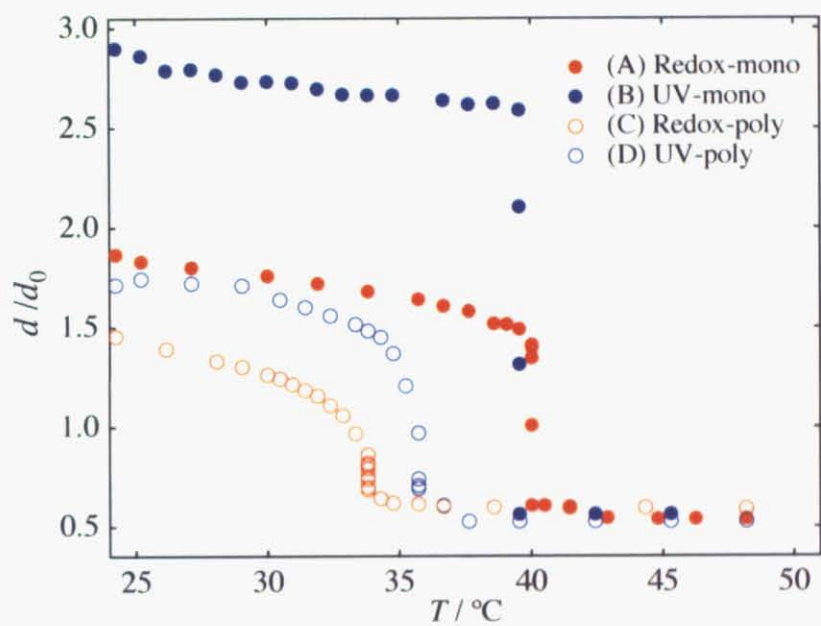 3.0
2.5
2.0
1.5
1.0
0.5
d/d0
(A) Redox-mono
(B) UV-mono
(C) Redox-poly
(D) UV-poly
25 30 35 40 45 50
T / °C